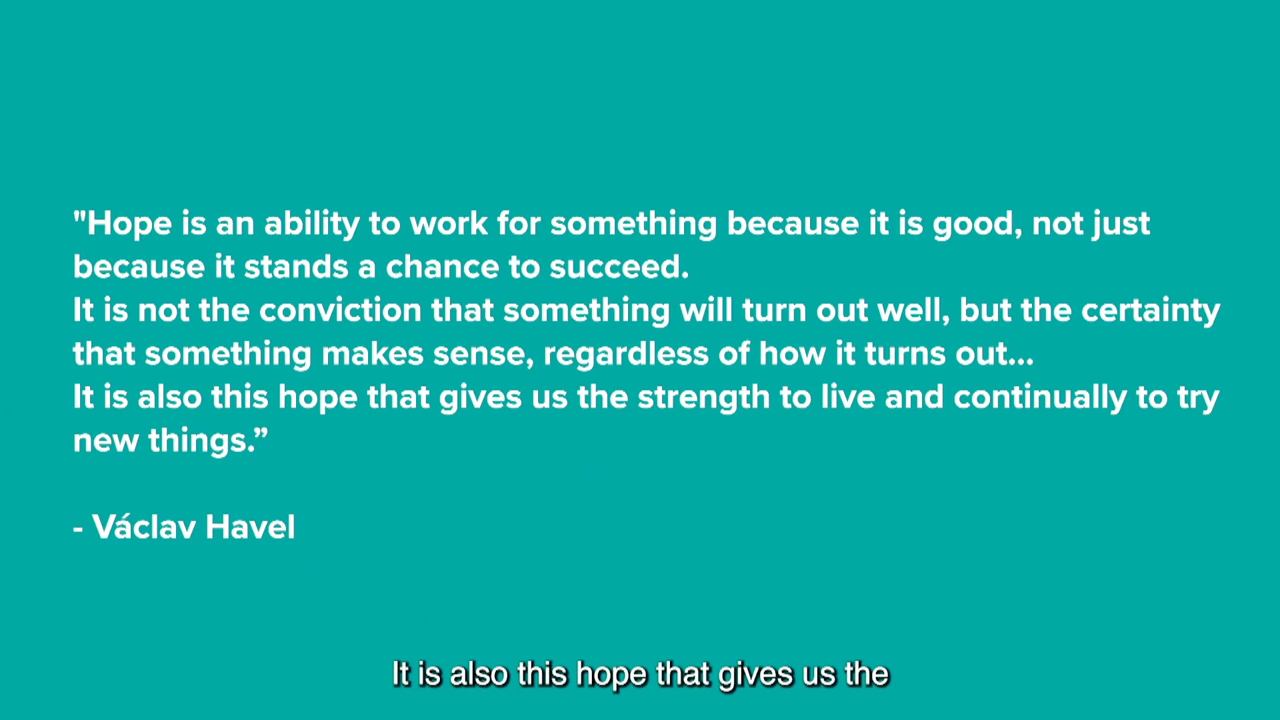 "Hope is an ability to work for something because it is good, not just
because it stands a chance to succeed.
It is not the conviction that something will turn out well, but the certainty
that something makes sense, regardless of how it turns out...
It is also this hope that gives us the strength to live and continually to try
new things.”
- Václav Havel
It is also this hope that gives us the